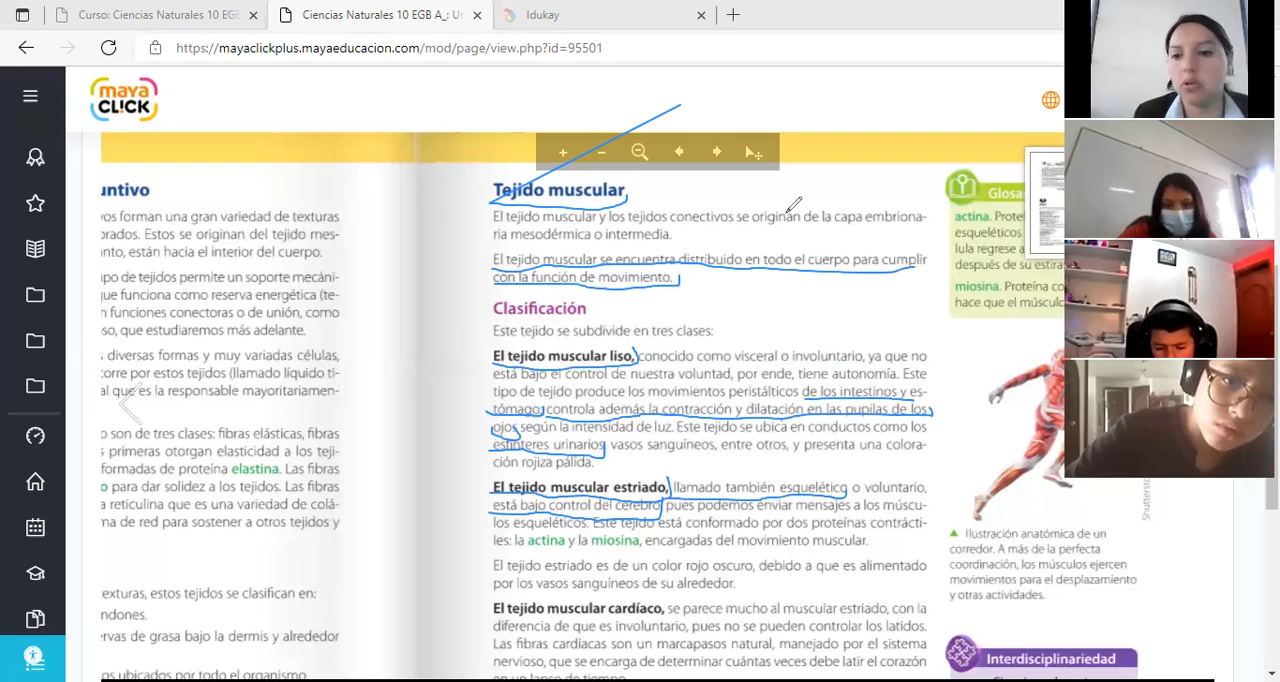 Curso: Ciencias Naturales 10 EGB
Ciencias Naturales 10 EGB A_: Ur
Idukay
https://mayaclickplus.mayaeducacion.com/mod/page/view.php?id=95501
maya
CLICK
untivo
vos forman una gran variedad de texturas
orados. Estos se originan del tejido mes-
nto, están hacia el interior del cuerpo.
upo de tejidos permite un soporte mecáni-
que funciona como reserva energética (te-
n funciones conectoras o de unión, como
so, que estudiaremos más adelante.
s diversas formas y muy variadas células,
corre por estos tejidos (llamado líquido ti-
al que es la responsable mayoritariamen-
o son de tres clases: fibras elásticas, fibras
s primeras otorgan elasticidad a los teji-
formadas de proteína elastina. Las fibras
o para dar solidez a los tejidos. Las fibras
a reticulina que es una variedad de colá-
ma de red para sostener a otros tejidos y
texturas, estos tejidos se clasifican en:
ndones.
ervas de grasa bajo la dermis y alrededor
os ubicados por todo el organismo
Tejido muscular
El tejido muscular y los tejidos conectivos se originan de la capa embriona-
ria mesodérmica o intermedia.
El tejido muscular se encuentra distribuido en todo el cuerpo para cumplir
con la función de movimiento.
Clasificación
Este tejido se subdivide en tres clases:
El tejido muscular liso, conocido como visceral o involuntario, ya que no
está bajo el control de nuestra voluntad, por ende, tiene autonomía. Este
tipo de tejido produce los movimientos peristálticos de los intestinos y es-
tómago; controla además la contracción y dilatación en las pupilas de los
ojos según la intensidad de luz. Este tejido se ubica en conductos como los
esfínteres urinarios, vasos sanguíneos, entre otros, y presenta una colora-
ción rojiza pálida.
El tejido muscular estriado, llamado también esquelético o voluntario,
está bajo control del cerebro, pues podemos enviar mensajes a los múscu-
los esqueléticos. Este tejido está conformado por dos proteínas contrácti-
les: la actina y la miosina, encargadas del movimiento muscular.
El tejido estriado es de un color rojo oscuro, debido a que es alimentado
por los vasos sanguíneos de su alrededor.
El tejido muscular cardíaco, se parece mucho al muscular estriado, con la
diferencia de que es involuntario, pues no se pueden controlar los latidos.
Las fibras cardíacas son un marcapasos natural, manejado por el sistema
nervioso, que se encarga de determinar cuántas veces debe latir el corazón
en un lapso de tiempo.
Glosa
actina. Prote
esqueléticos
lula regrese a
después de su estira
miosina. Proteína co
hace que el músculo
Shutterstoc
Ilustración anatómica de un
corredor. A más de la perfecta
coordinación, los músculos ejercen
movimientos para el desplazamiento
y otras actividades.
Interdisciplinariedad